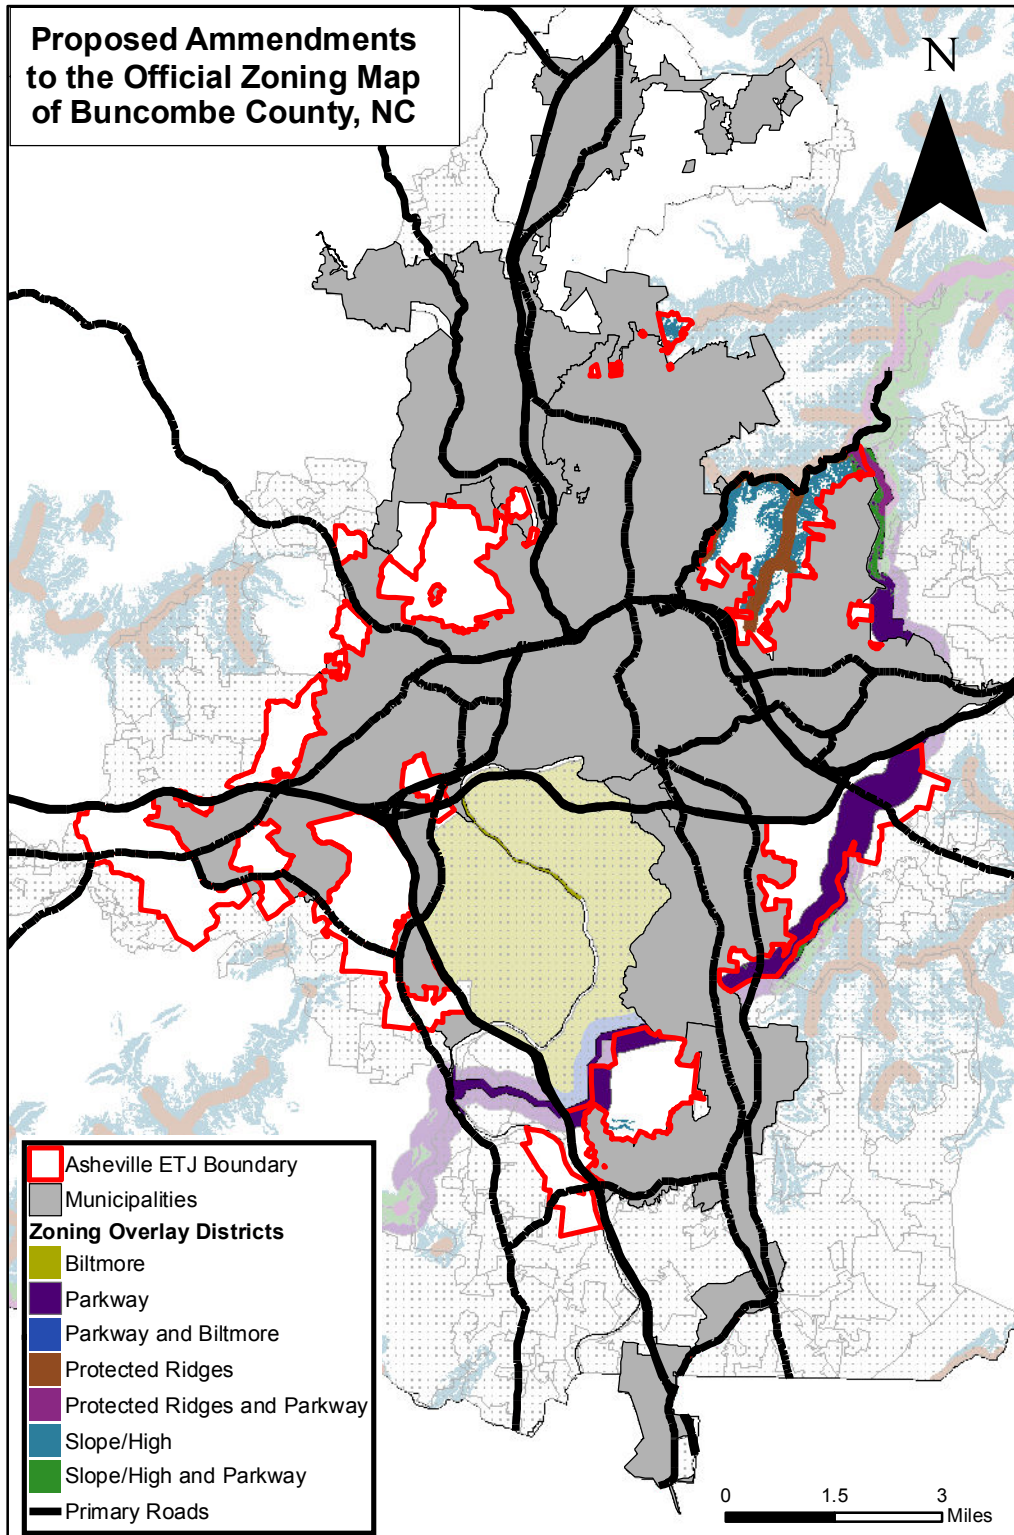 Proposed Ammendments
to the Official Zoning Map
of Buncombe County, NC
N
Asheville ETJ Boundary
Municipalities
Zoning Overlay Districts
Biltmore
Parkway
Parkway and Biltmore
Protected Ridges
Protected Ridges and Parkway
Slope/High
Slope/High and Parkway
Primary Roads
0 1.5 3
Miles